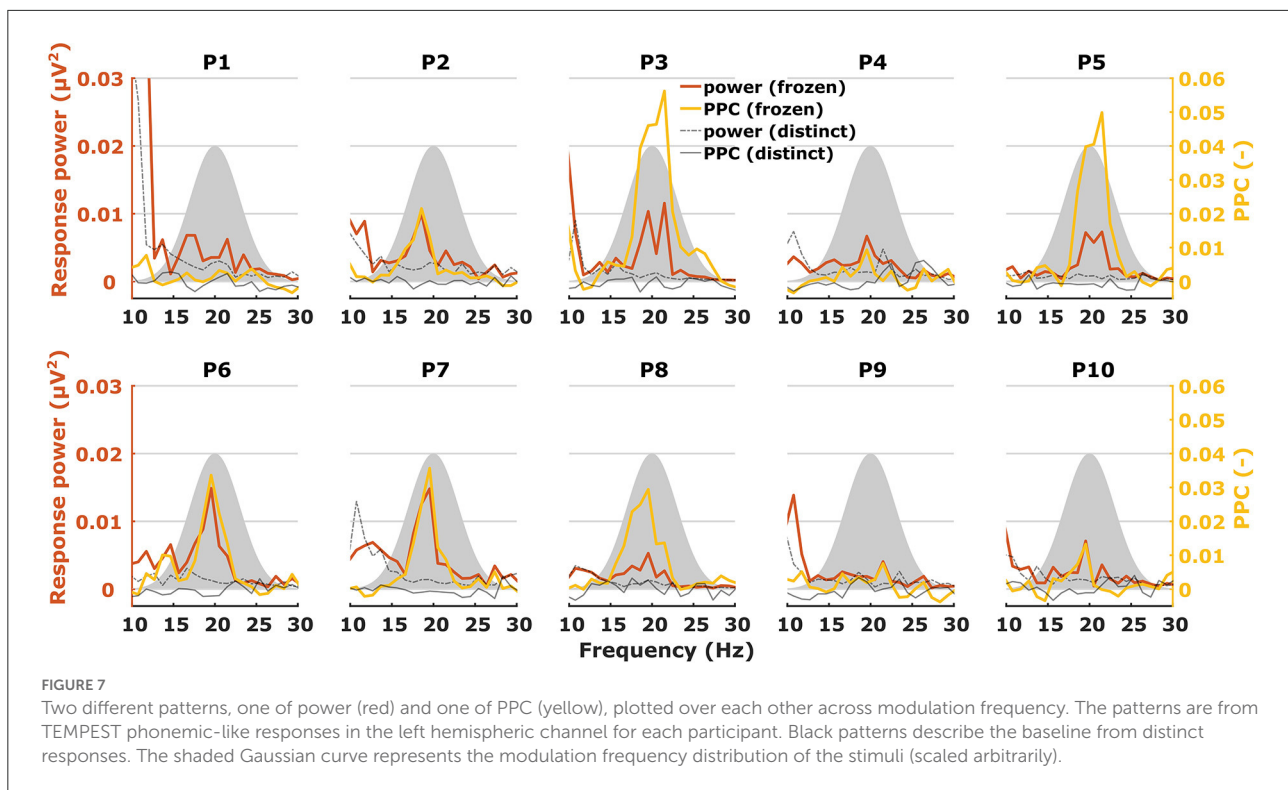 P1 P2 P3 P4 P5
Response power (µV²)
0.03
0.02
0.01
0
power (frozen)
PPC (frozen)
power (distinct)
PPC (distinct)
0.06
0.05
0.04
0.03
0.02
0.01
0
PPC (-)
10 15 20 25 30 10 15 20 25 30 10 15 20 25 30 10 15 20 25 30 10 15 20 25 30
P6 P7 P8 P9 P10
Response power (µV²)
0.03
0.02
0.01
0
0.06
0.05
0.04
0.03
0.02
0.01
0
PPC (-)
10 15 20 25 30 10 15 20 25 30 10 15 20 25 30 10 15 20 25 30 10 15 20 25 30
Frequency (Hz)
FIGURE 7
Two different patterns, one of power (red) and one of PPC (yellow), plotted over each other across modulation frequency. The patterns are from
TEMPEST phonemic-like responses in the left hemispheric channel for each participant. Black patterns describe the baseline from distinct
responses. The shaded Gaussian curve represents the modulation frequency distribution of the stimuli (scaled arbitrarily).